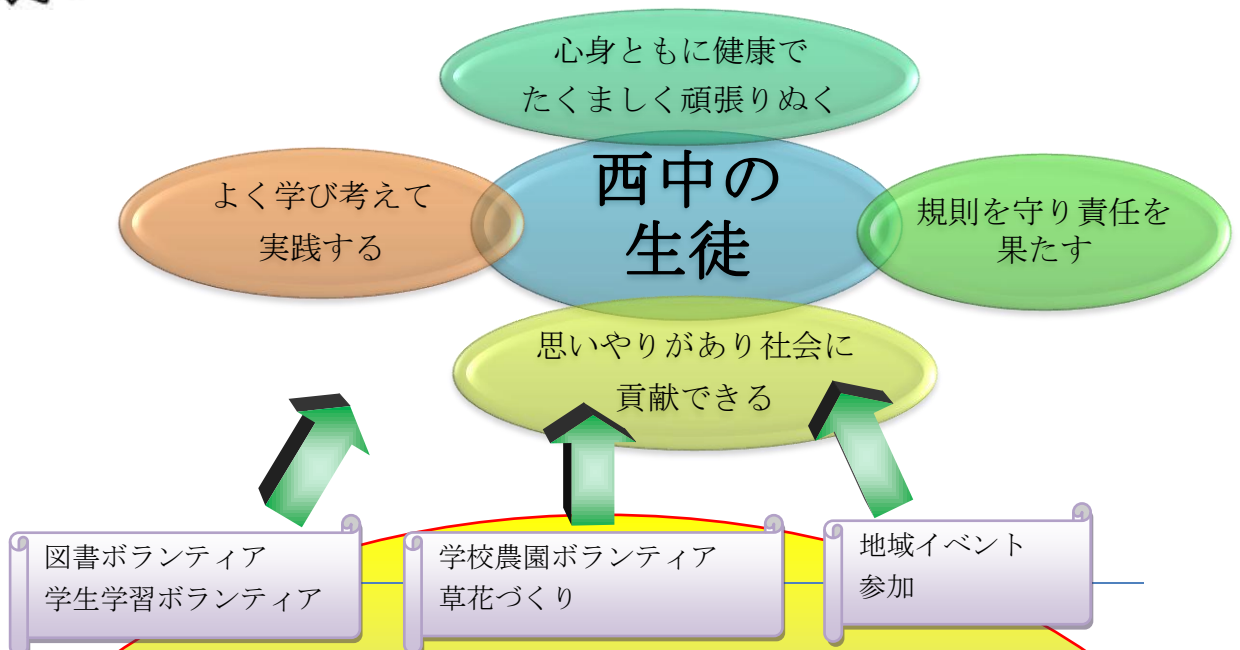 心身ともに健康で
たくましく頑張りぬく
西中の
生徒
よく学び考えて
実践する
規則を守り責任を
果たす
思いやりがあり社会に
貢献できる
図書ボランティア
学生学習ボランティア
学校農園ボランティア
草花づくり
地域イベント
参加